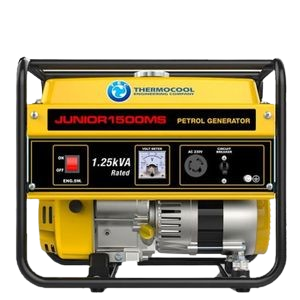 THERMOCOOL
ENGINEERING COMPANY
JUNIOR1500MS
PETROL GENERATOR
VOLT METER
AC 230V
CIRCUIT
BREAKER
ON
OFF
ENG.SW.
1.25kVA
Rated